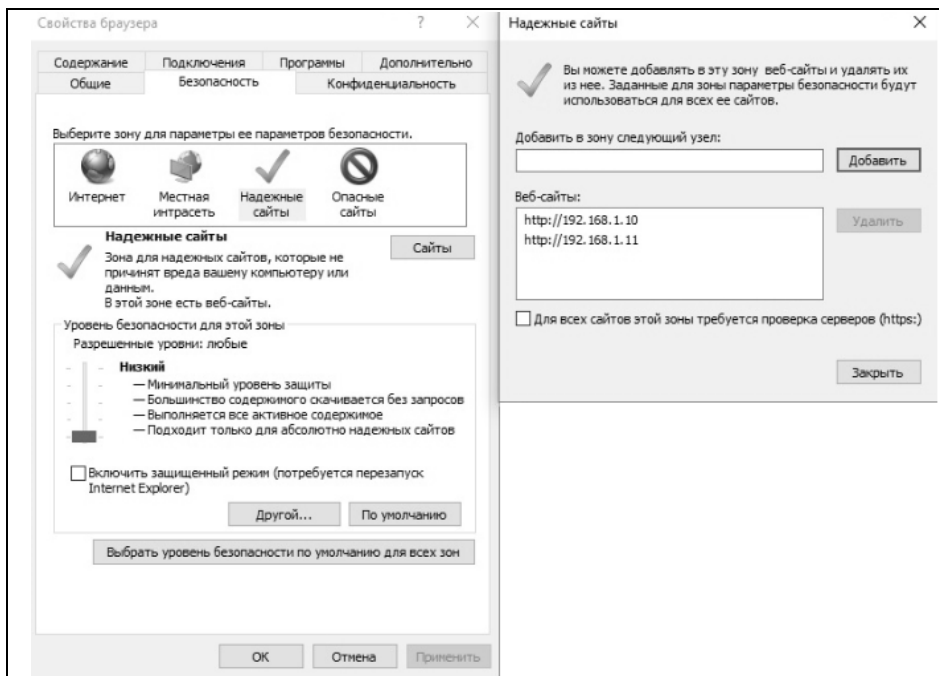 Свойства браузера
Содержание Подключения Программы Дополнительно
Общие Безопасность Конфиденциальность
Выберите зону для параметры ее параметров безопасности.
Интернет
Местная
интрасеть
Надежные
сайты
Опасные
сайты
Надежные сайты
Зона для надежных сайтов, которые не
причинят вреда вашему компьютеру или
данным.
В этой зоне есть веб-сайты.
Сайты
Уровень безопасности для этой зоны
Разрешенные уровни: любые
Низкий
— Минимальный уровень защиты
— Большинство содержимого скачивается без запросов
— Выполняется все активное содержимое
— Подходит только для абсолютно надежных сайтов
Включить защищенный режим (потребуется перезапуск
Internet Explorer)
Другой... По умолчанию
Выбрать уровень безопасности по умолчанию для всех зон
ОК Отмена Применить
Надежные сайты
Вы можете добавлять в эту зону веб-сайты и удалять их
из нее. Заданные для зоны параметры безопасности будут
использоваться для всех ее сайтов.
Добавить в зону следующий узел:
Добавить
Веб-сайты:
http://192.168.1.10
http://192.168.1.11
Удалить
Для всех сайтов этой зоны требуется проверка серверов (https:)
Закрыть